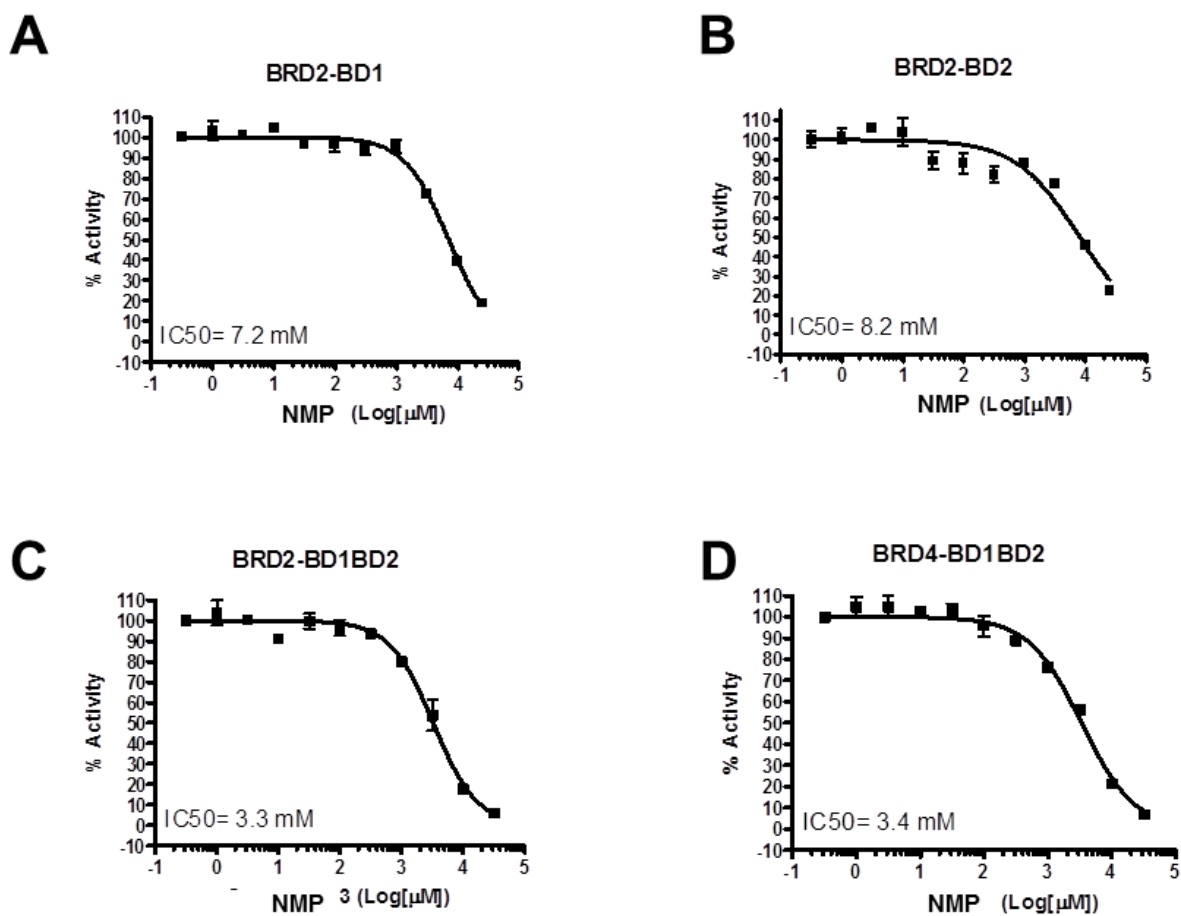 A
BRD2-BD1
110
100
90
80
70
60
50
40
30
20
10
0
-10
% Activity
IC50= 7.2 mM
-1 0 1 2 3 4 5
NMP (Log[µM])
B
BRD2-BD2
110
100
90
80
70
60
50
40
30
20
10
0
-10
% Activity
IC50= 8.2 mM
-1 0 1 2 3 4 5
NMP (Log[µM])
C
BRD2-BD1BD2
110
100
90
80
70
60
50
40
30
20
10
0
-10
% Activity
IC50= 3.3 mM
-1 0 1 2 3 4 5
NMP 3 (Log[µM])
D
BRD4-BD1BD2
110
100
90
80
70
60
50
40
30
20
10
0
-10
% Activity
IC50= 3.4 mM
-1 0 1 2 3 4 5
NMP (Log[µM])